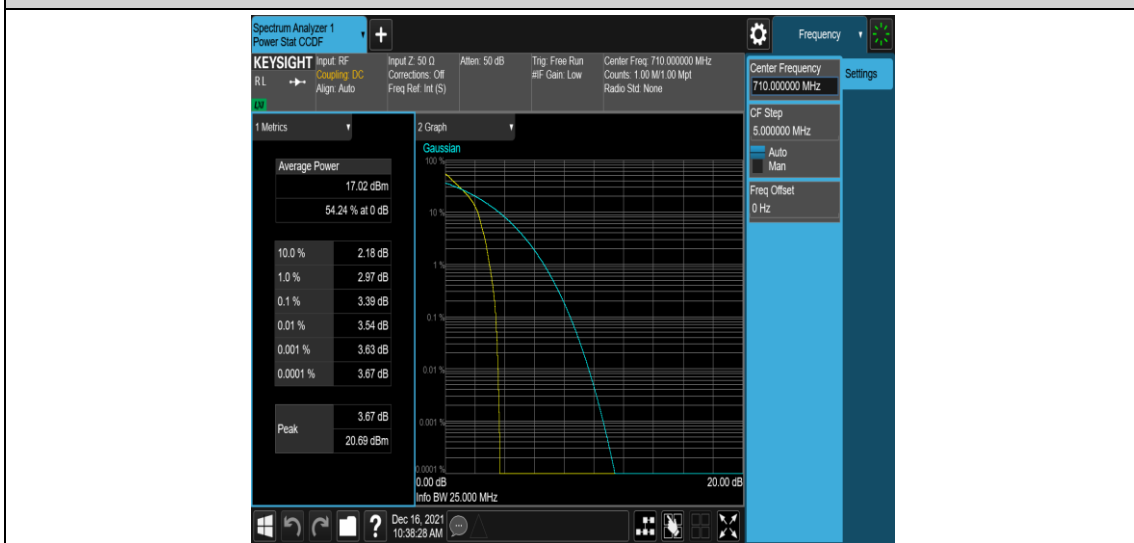 Spectrum Analyzer 1
Power Stat CCDF
+
Frequency
KEYSIGHT
RL
LXI
Input: RF
Coupling: DC
Align: Auto
Input Z: 50 Ω
Corrections: Off
Freq Ref: Int (S)
Atten: 50 dB
Trig: Free Run
#IF Gain: Low
Center Freq: 710.000000 MHz
Counts: 1.00 M/1.00 Mpt
Radio Std: None
Center Frequency
710.000000 MHz
Settings
CF Step
5.000000 MHz
Auto
Man
Freq Offset
0 Hz
1 Metrics
Average Power
17.02 dBm
54.24 % at 0 dB
10.0 % 2.18 dB
1.0 % 2.97 dB
0.1 % 3.39 dB
0.01 % 3.54 dB
0.001 % 3.63 dB
0.0001 % 3.67 dB
Peak
3.67 dB
20.69 dBm
2 Graph
Gaussian
100 %
10 %
1 %
0.1 %
0.01 %
0.001 %
0.0001 %
0.00 dB
20.00 dB
Info BW 25.000 MHz
?
Dec 16, 2021
10:38:28 AM